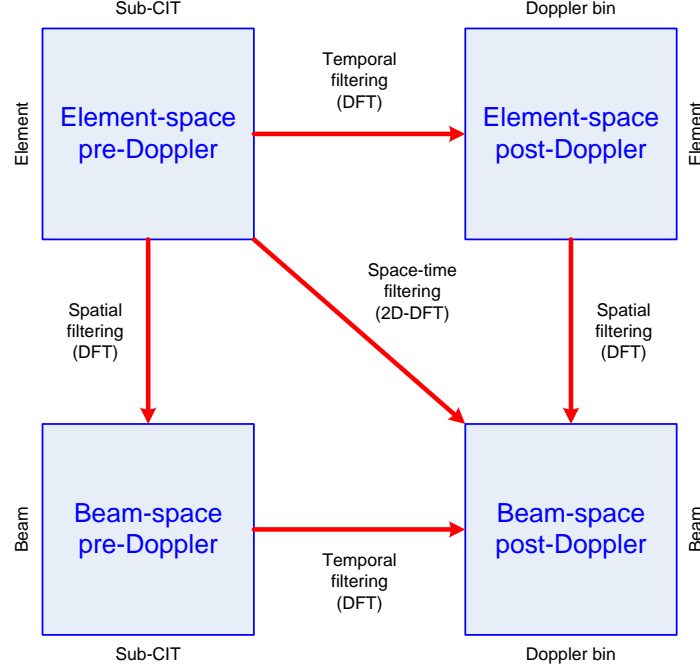 Sub-CIT
Doppler bin
Element
Element-space
pre-Doppler
Temporal
filtering
(DFT)
Element-space
post-Doppler
Element
Spatial
filtering
(DFT)
Space-time
filtering
(2D-DFT)
Spatial
filtering
(DFT)
Beam
Beam-space
pre-Doppler
Temporal
filtering
(DFT)
Beam-space
post-Doppler
Beam
Sub-CIT
Doppler bin